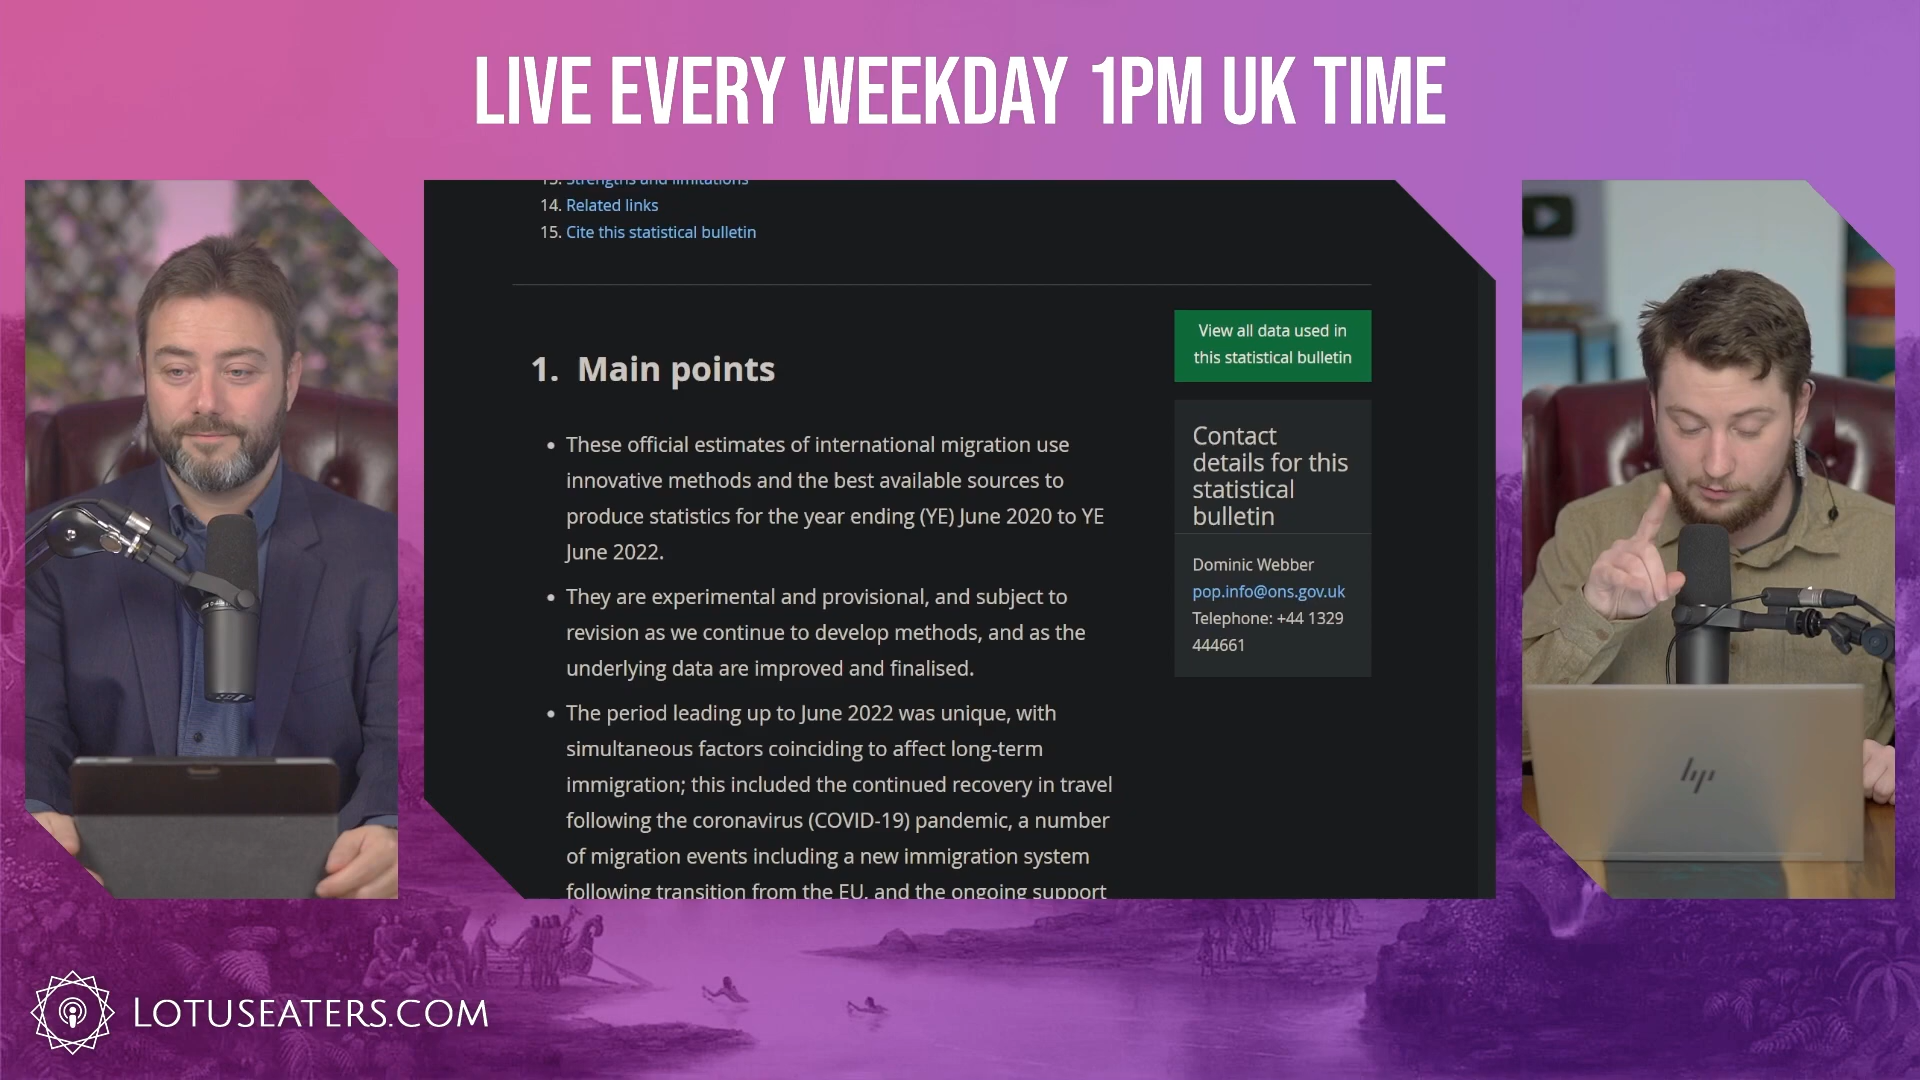 LIVE EVERY WEEKDAY 1PM UK TIME
13. Strengths and limitations
14. Related links
15. Cite this statistical bulletin
View all data used in
this statistical bulletin
1. Main points
Contact
details for this
statistical
bulletin
Dominic Webber
pop.info@ons.gov.uk
Telephone: +44 1329
444661
• These official estimates of international migration use
innovative methods and the best available sources to
produce statistics for the year ending (YE) June 2020 to YE
June 2022.
• They are experimental and provisional, and subject to
revision as we continue to develop methods, and as the
underlying data are improved and finalised.
• The period leading up to June 2022 was unique, with
simultaneous factors coinciding to affect long-term
immigration; this included the continued recovery in travel
following the coronavirus (COVID-19) pandemic, a number
of migration events including a new immigration system
following transition from the EU, and the ongoing support
hp
LOTUSEATERS.COM